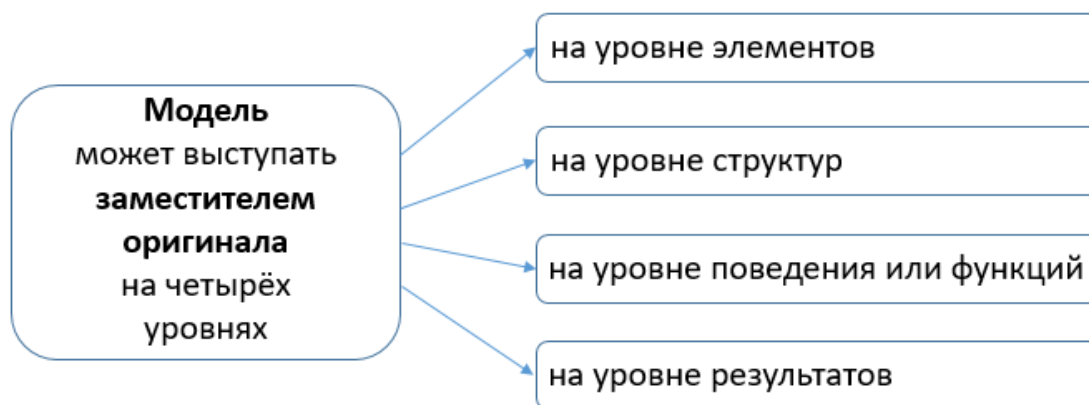 Модель
может выступать
заместителем
оригинала
на четырёх
уровнях
на уровне элементов
на уровне структур
на уровне поведения или функций
на уровне результатов